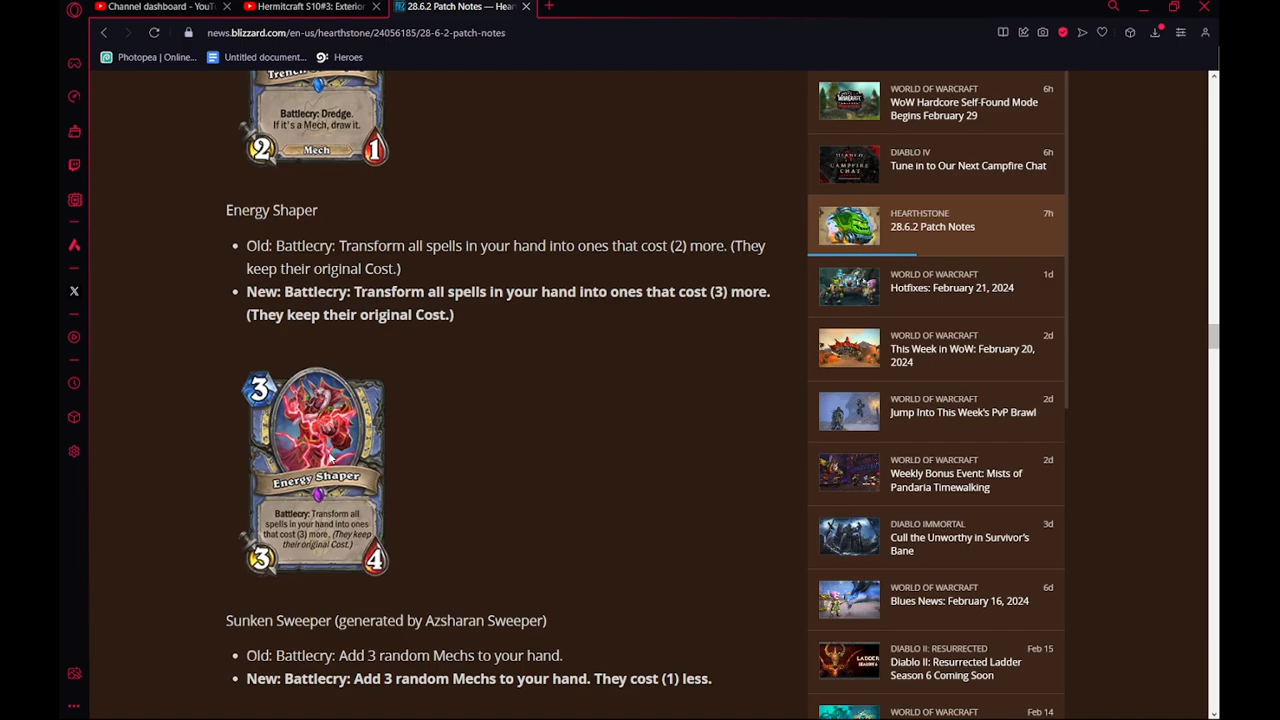 Channel dashboard - YouTu
Hermitcraft S10#3: Exterior
28.6.2 Patch Notes — Hear
news.blizzard.com/en-us/hearthstone/24056185/28-6-2-patch-notes
Photopea | Online...
Untitled document...
Heroes
Battlecry: Dredge.
If it's a Mech, draw it.
2
Mech
1
Energy Shaper
• Old: Battlecry: Transform all spells in your hand into ones that cost (2) more. (They
keep their original Cost.)
• New: Battlecry: Transform all spells in your hand into ones that cost (3) more.
(They keep their original Cost.)
3
Energy Shaper
Battlecry: Transform all
spells in your hand into ones
that cost (3) more. (They keep
their original Cost.)
3
4
Sunken Sweeper (generated by Azsharan Sweeper)
• Old: Battlecry: Add 3 random Mechs to your hand.
• New: Battlecry: Add 3 random Mechs to your hand. They cost (1) less.
WORLD OF WARCRAFT 6h
WoW Hardcore Self-Found Mode
Begins February 29
DIABLO IV 6h
Tune in to Our Next Campfire Chat
HEARTHSTONE 7h
28.6.2 Patch Notes
WORLD OF WARCRAFT 1d
Hotfixes: February 21, 2024
WORLD OF WARCRAFT 2d
This Week in WoW: February 20,
2024
WORLD OF WARCRAFT 2d
Jump Into This Week's PvP Brawl
WORLD OF WARCRAFT 2d
Weekly Bonus Event: Mists of
Pandaria Timewalking
DIABLO IMMORTAL 3d
Cull the Unworthy in Survivor's
Bane
WORLD OF WARCRAFT 6d
Blues News: February 16, 2024
DIABLO II: RESURRECTED Feb 15
Diablo II: Resurrected Ladder
Season 6 Coming Soon
WORLD OF WARCRAFT Feb 14